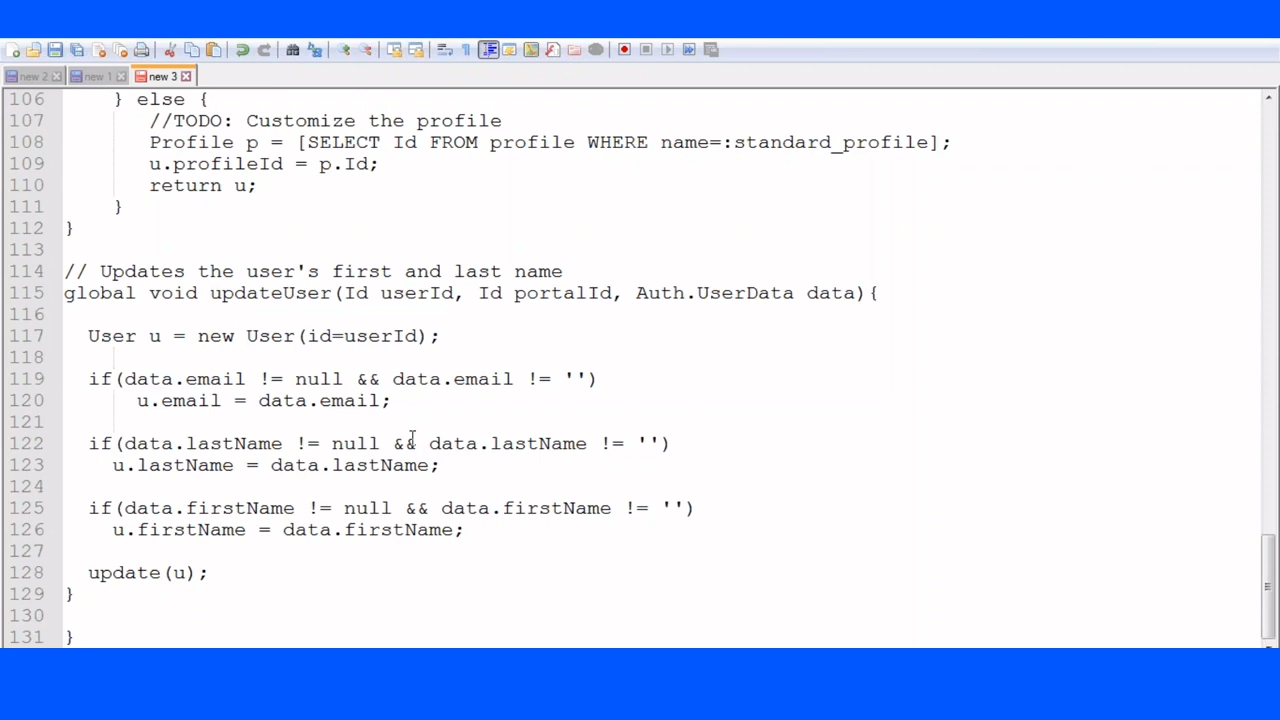 new 2 new 1 new 3
106 } else {
107 //TODO: Customize the profile
108 Profile p = [SELECT Id FROM profile WHERE name=:standard_profile];
109 u.profileId = p.Id;
110 return u;
111 }
112 }
113
114 // Updates the user's first and last name
115 global void updateUser(Id userId, Id portalId, Auth.UserData data){
116
117 User u = new User(id=userId);
118
119 if(data.email != null && data.email != '')
120 u.email = data.email;
121
122 if(data.lastName != null && data.lastName != '')
123 u.lastName = data.lastName;
124
125 if(data.firstName != null && data.firstName != '')
126 u.firstName = data.firstName;
127
128 update(u);
129 }
130
131 }